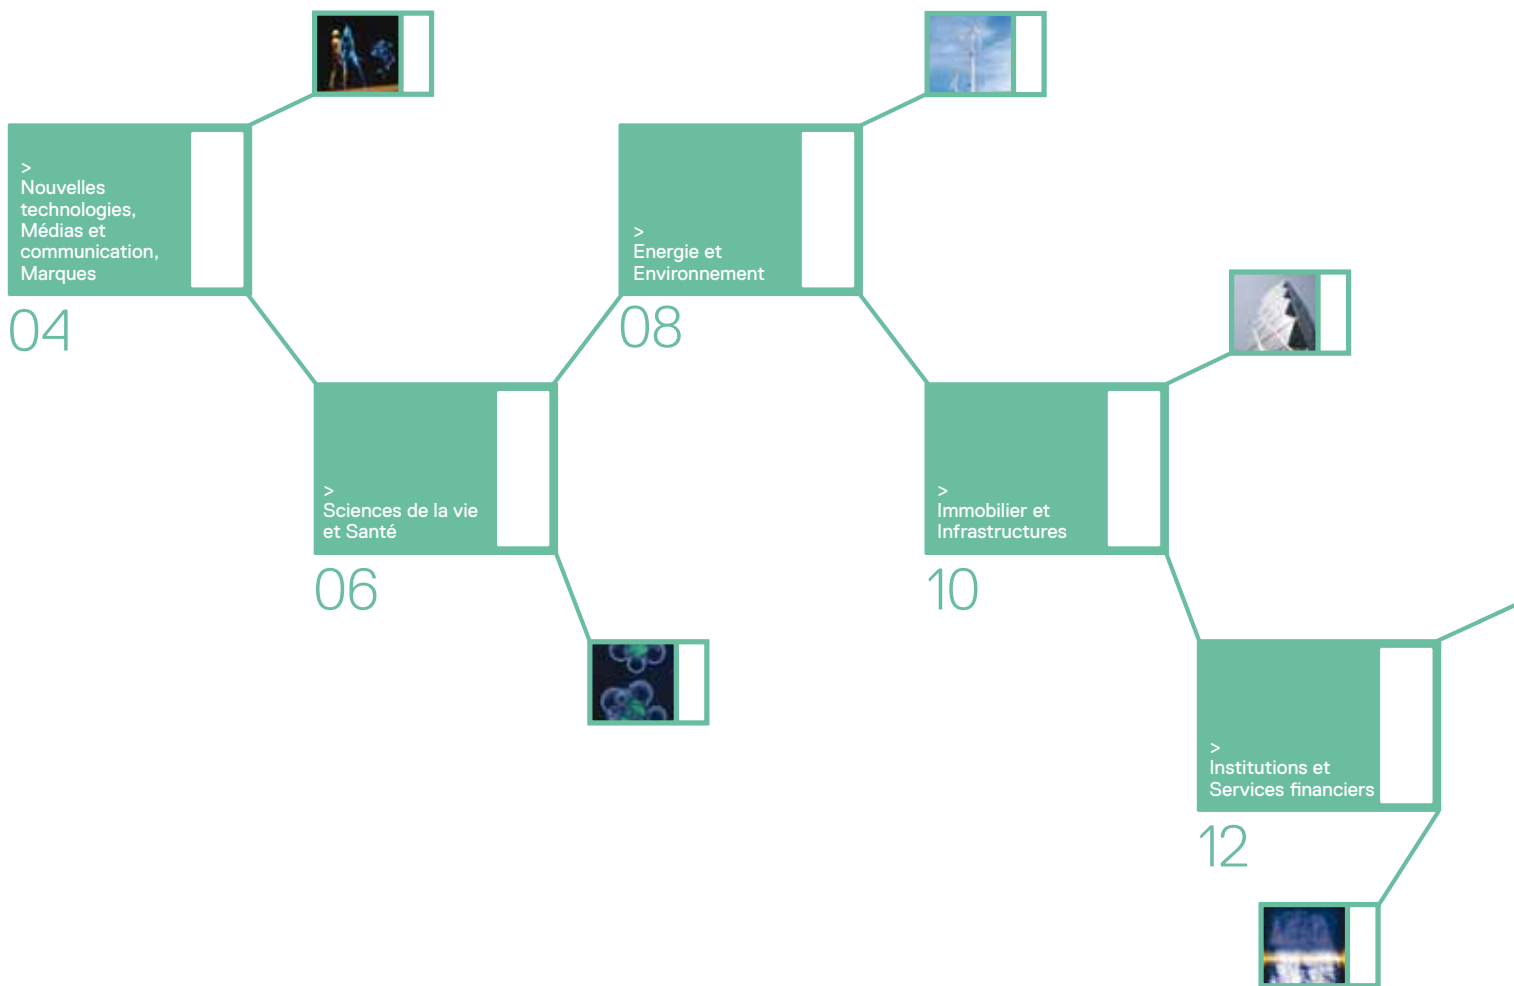 >
Nouvelles
technologies,
Médias et
communication,
Marques
04
>
Sciences de la vie
et Santé
06
>
Energie et
Environnement
08
>
Immobilier et
Infrastructures
10
>
Institutions et
Services financiers
12